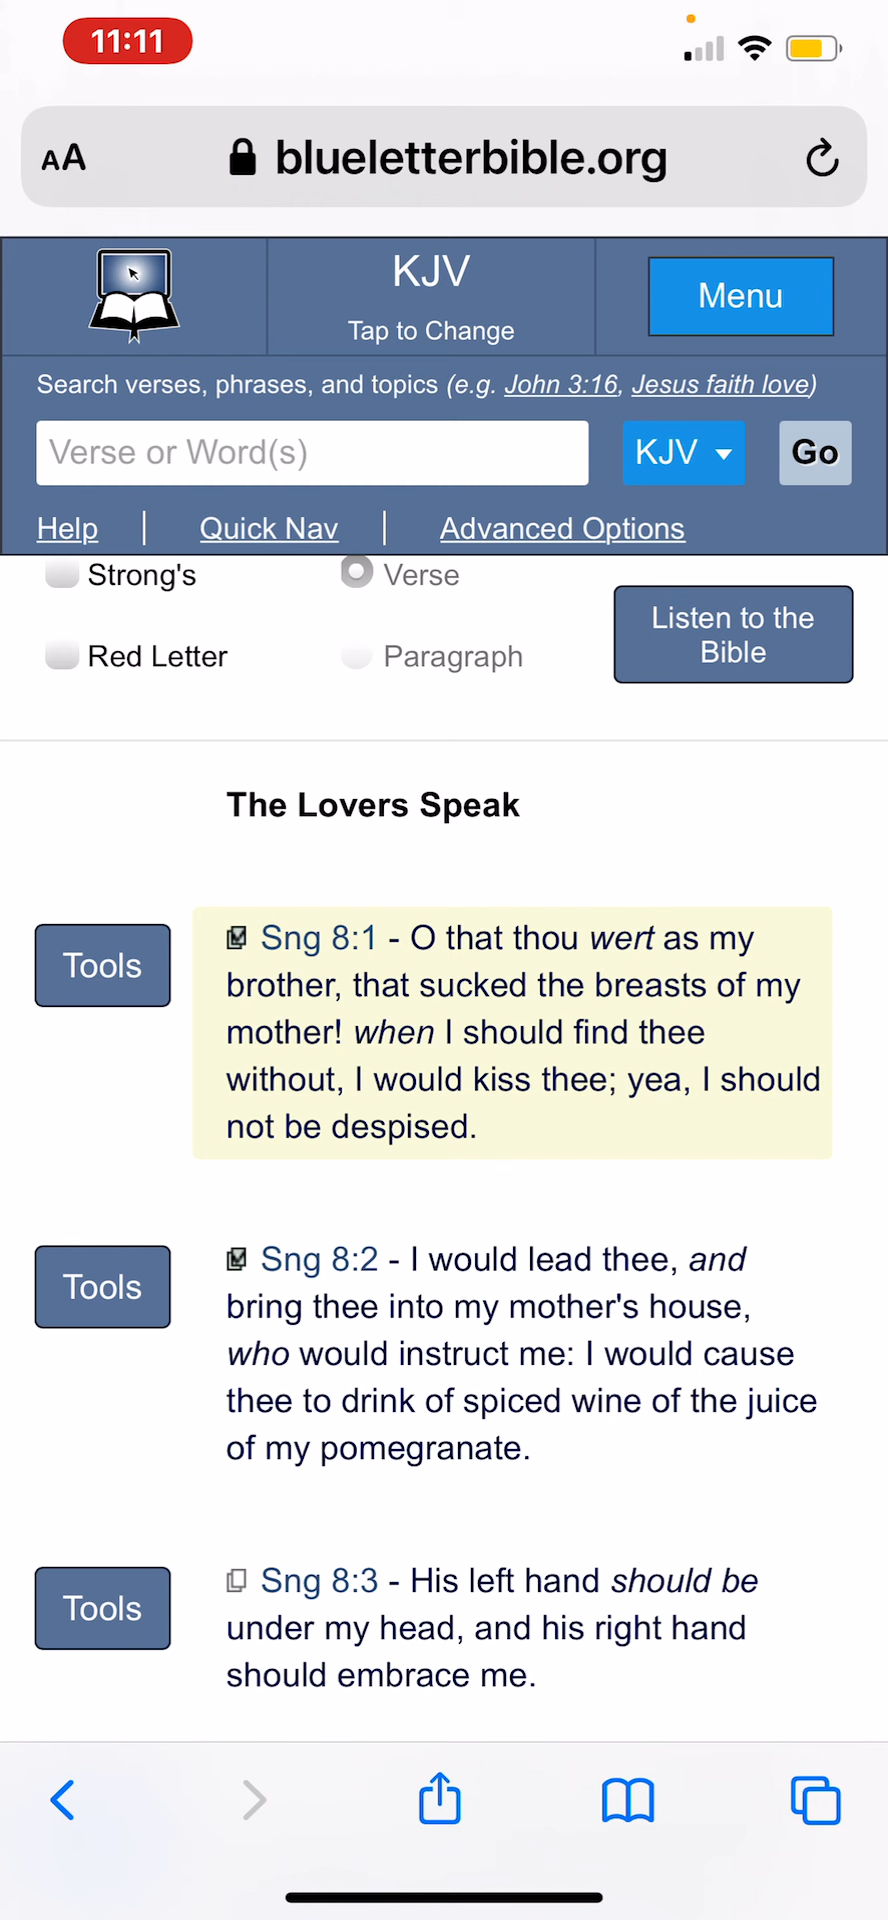 11:11
AA blueletterbible.org
KJV
Tap to Change
Menu
Search verses, phrases, and topics (e.g. John 3:16, Jesus faith love)
Verse or Word(s)
KJV
Go
Help | Quick Nav | Advanced Options
Strong's
Verse
Listen to the
Bible
Red Letter
Paragraph
The Lovers Speak
Tools
Sng 8:1 - O that thou wert as my
brother, that sucked the breasts of my
mother! when I should find thee
without, I would kiss thee; yea, I should
not be despised.
Tools
Sng 8:2 - I would lead thee, and
bring thee into my mother's house,
who would instruct me: I would cause
thee to drink of spiced wine of the juice
of my pomegranate.
Tools
Sng 8:3 - His left hand should be
under my head, and his right hand
should embrace me.